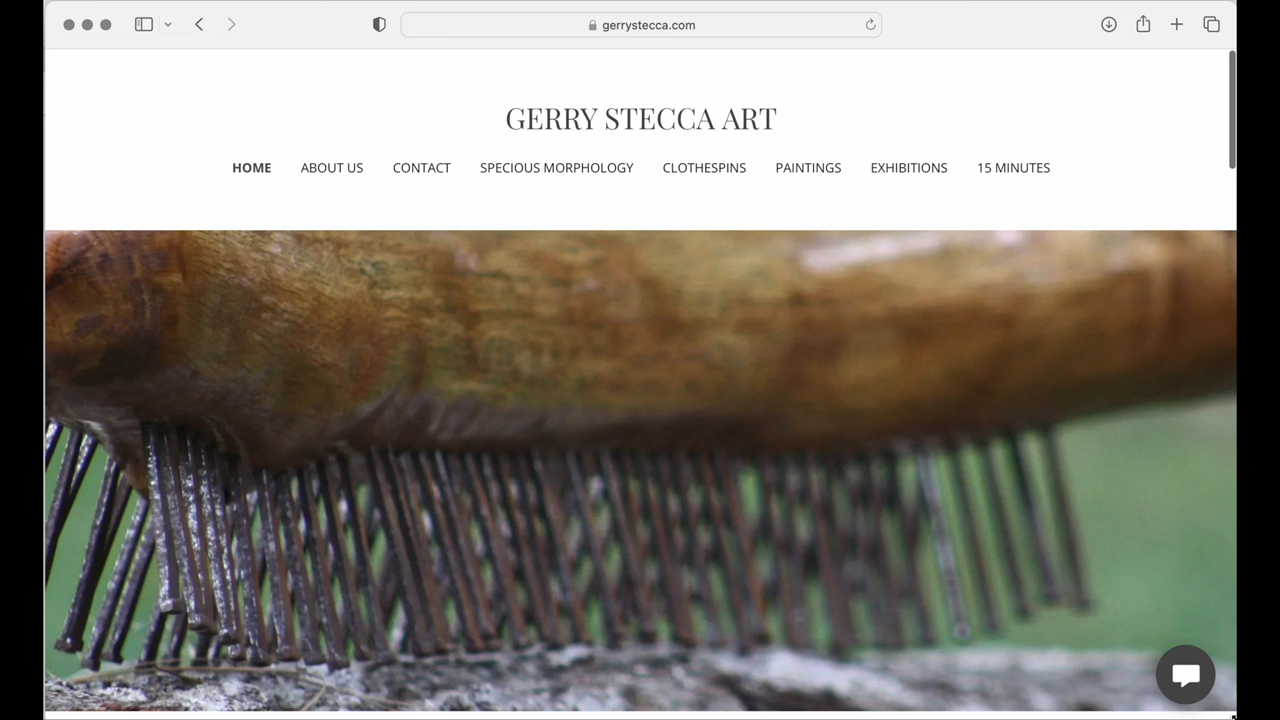 gerrystecca.com
GERRY STECCA ART
HOME ABOUT US CONTACT SPECIOUS MORPHOLOGY CLOTHESPINS PAINTINGS EXHIBITIONS 15 MINUTES